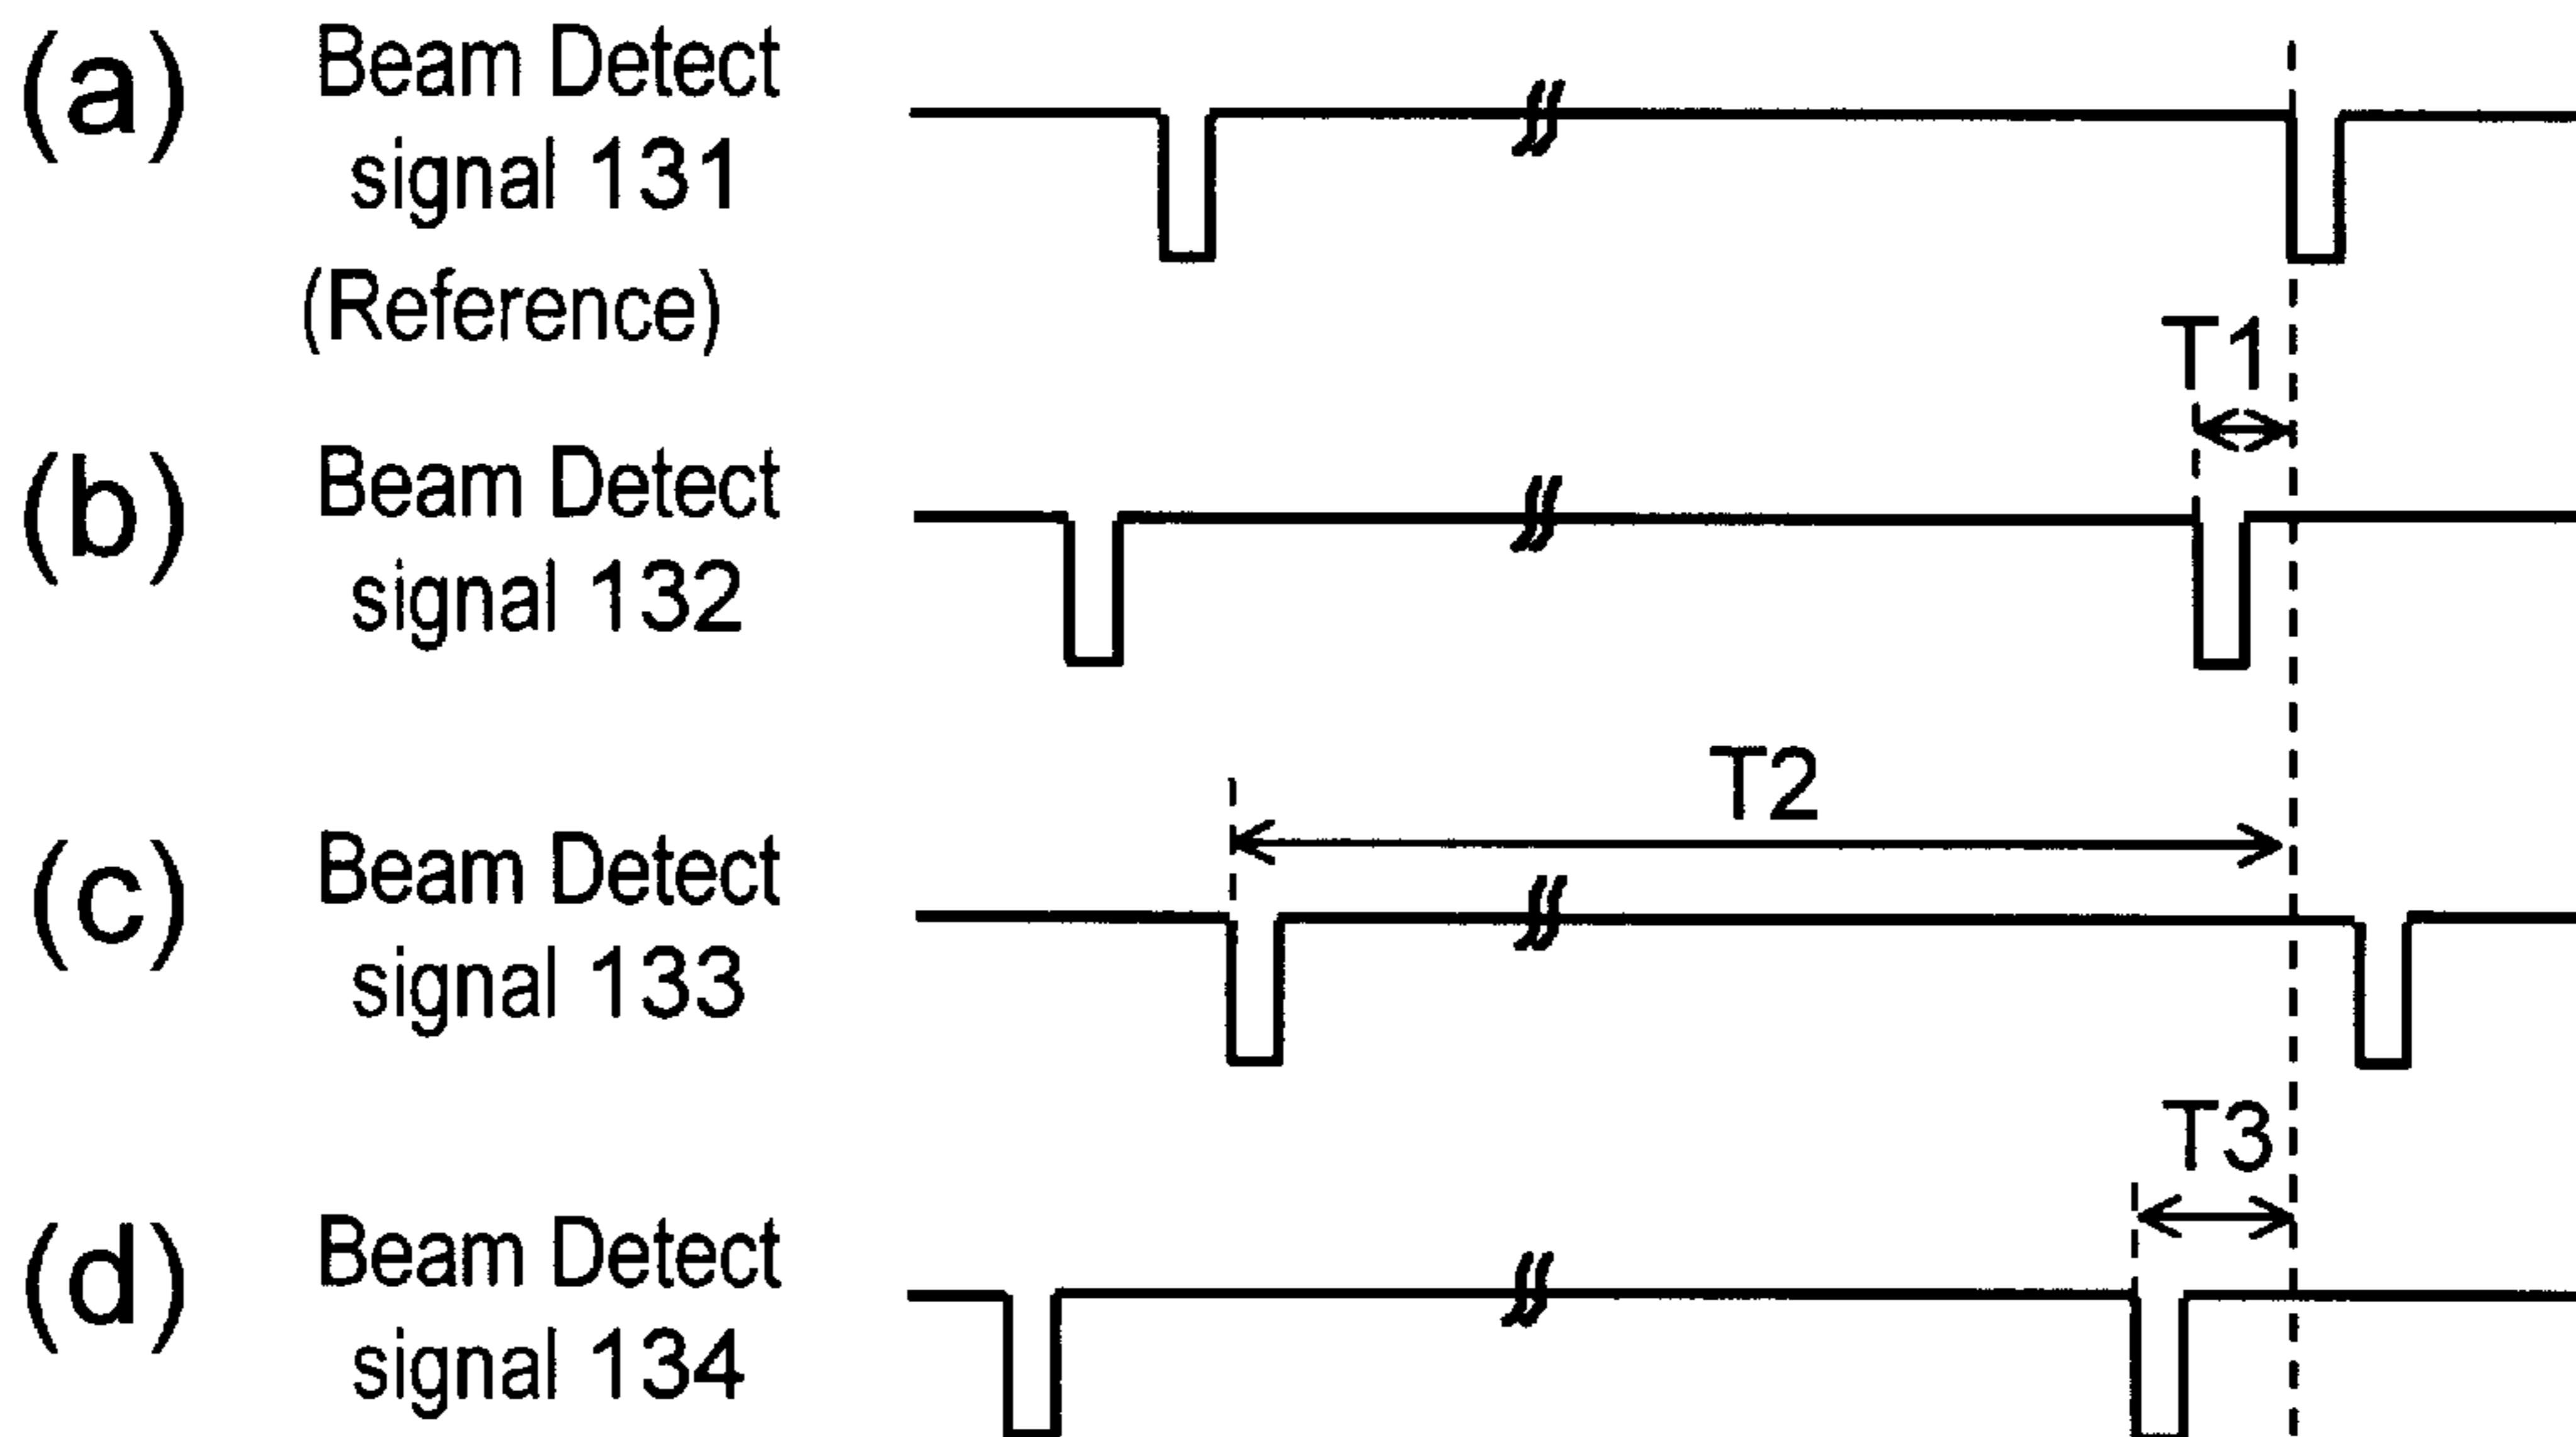 (a)
Beam Detect
signal 131
(Reference)
T1
(b)
Beam Detect
signal 132
T2
(c)
Beam Detect
signal 133
T3
(d)
Beam Detect
signal 134